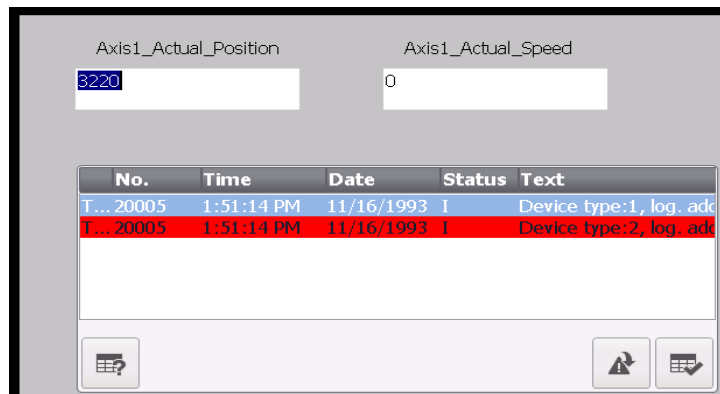 Axis1_Actual_Position Axis1_Actual_Speed
3220 0
No. Time Date Status Text
T... 20005 1:51:14 PM 11/16/1993 I Device type:1, log. add
T... 20005 1:51:14 PM 11/16/1993 I Device type:2, log. add